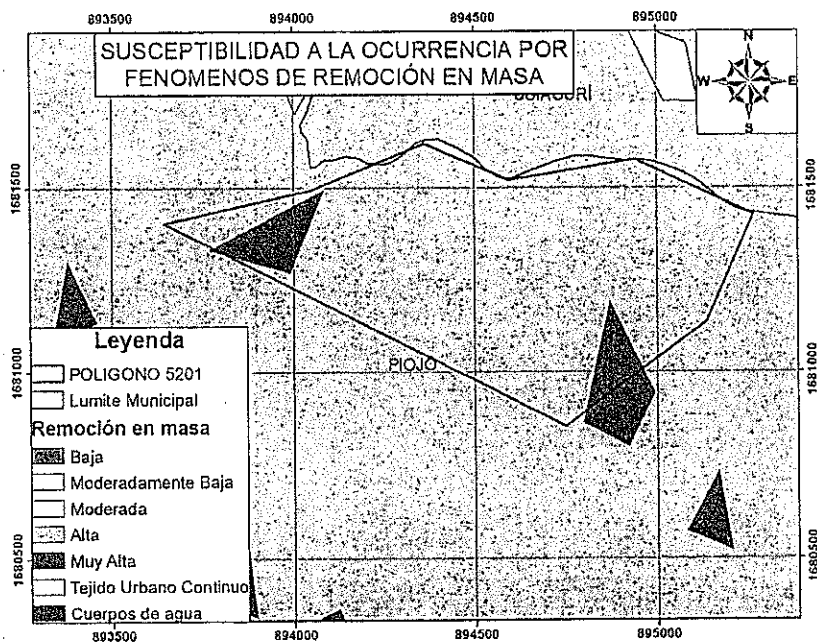 893500 894000 894500 895000
SUSCEPTIBILIDAD A LA OCURRENCIA POR
FENOMENOS DE REMOCIÓN EN MASA
N
W E
S
1681500 1681500
Leyenda
POLIGONO 5201
Lumite Municipal
Remoción en masa
Baja
Moderadamente Baja
Moderada
Alta
Muy Alta
Tejido Urbano Continuo
Cuerpos de agua
PIOJO
1681000 1681000
1680500 1680500
893500 894000 894500 895000